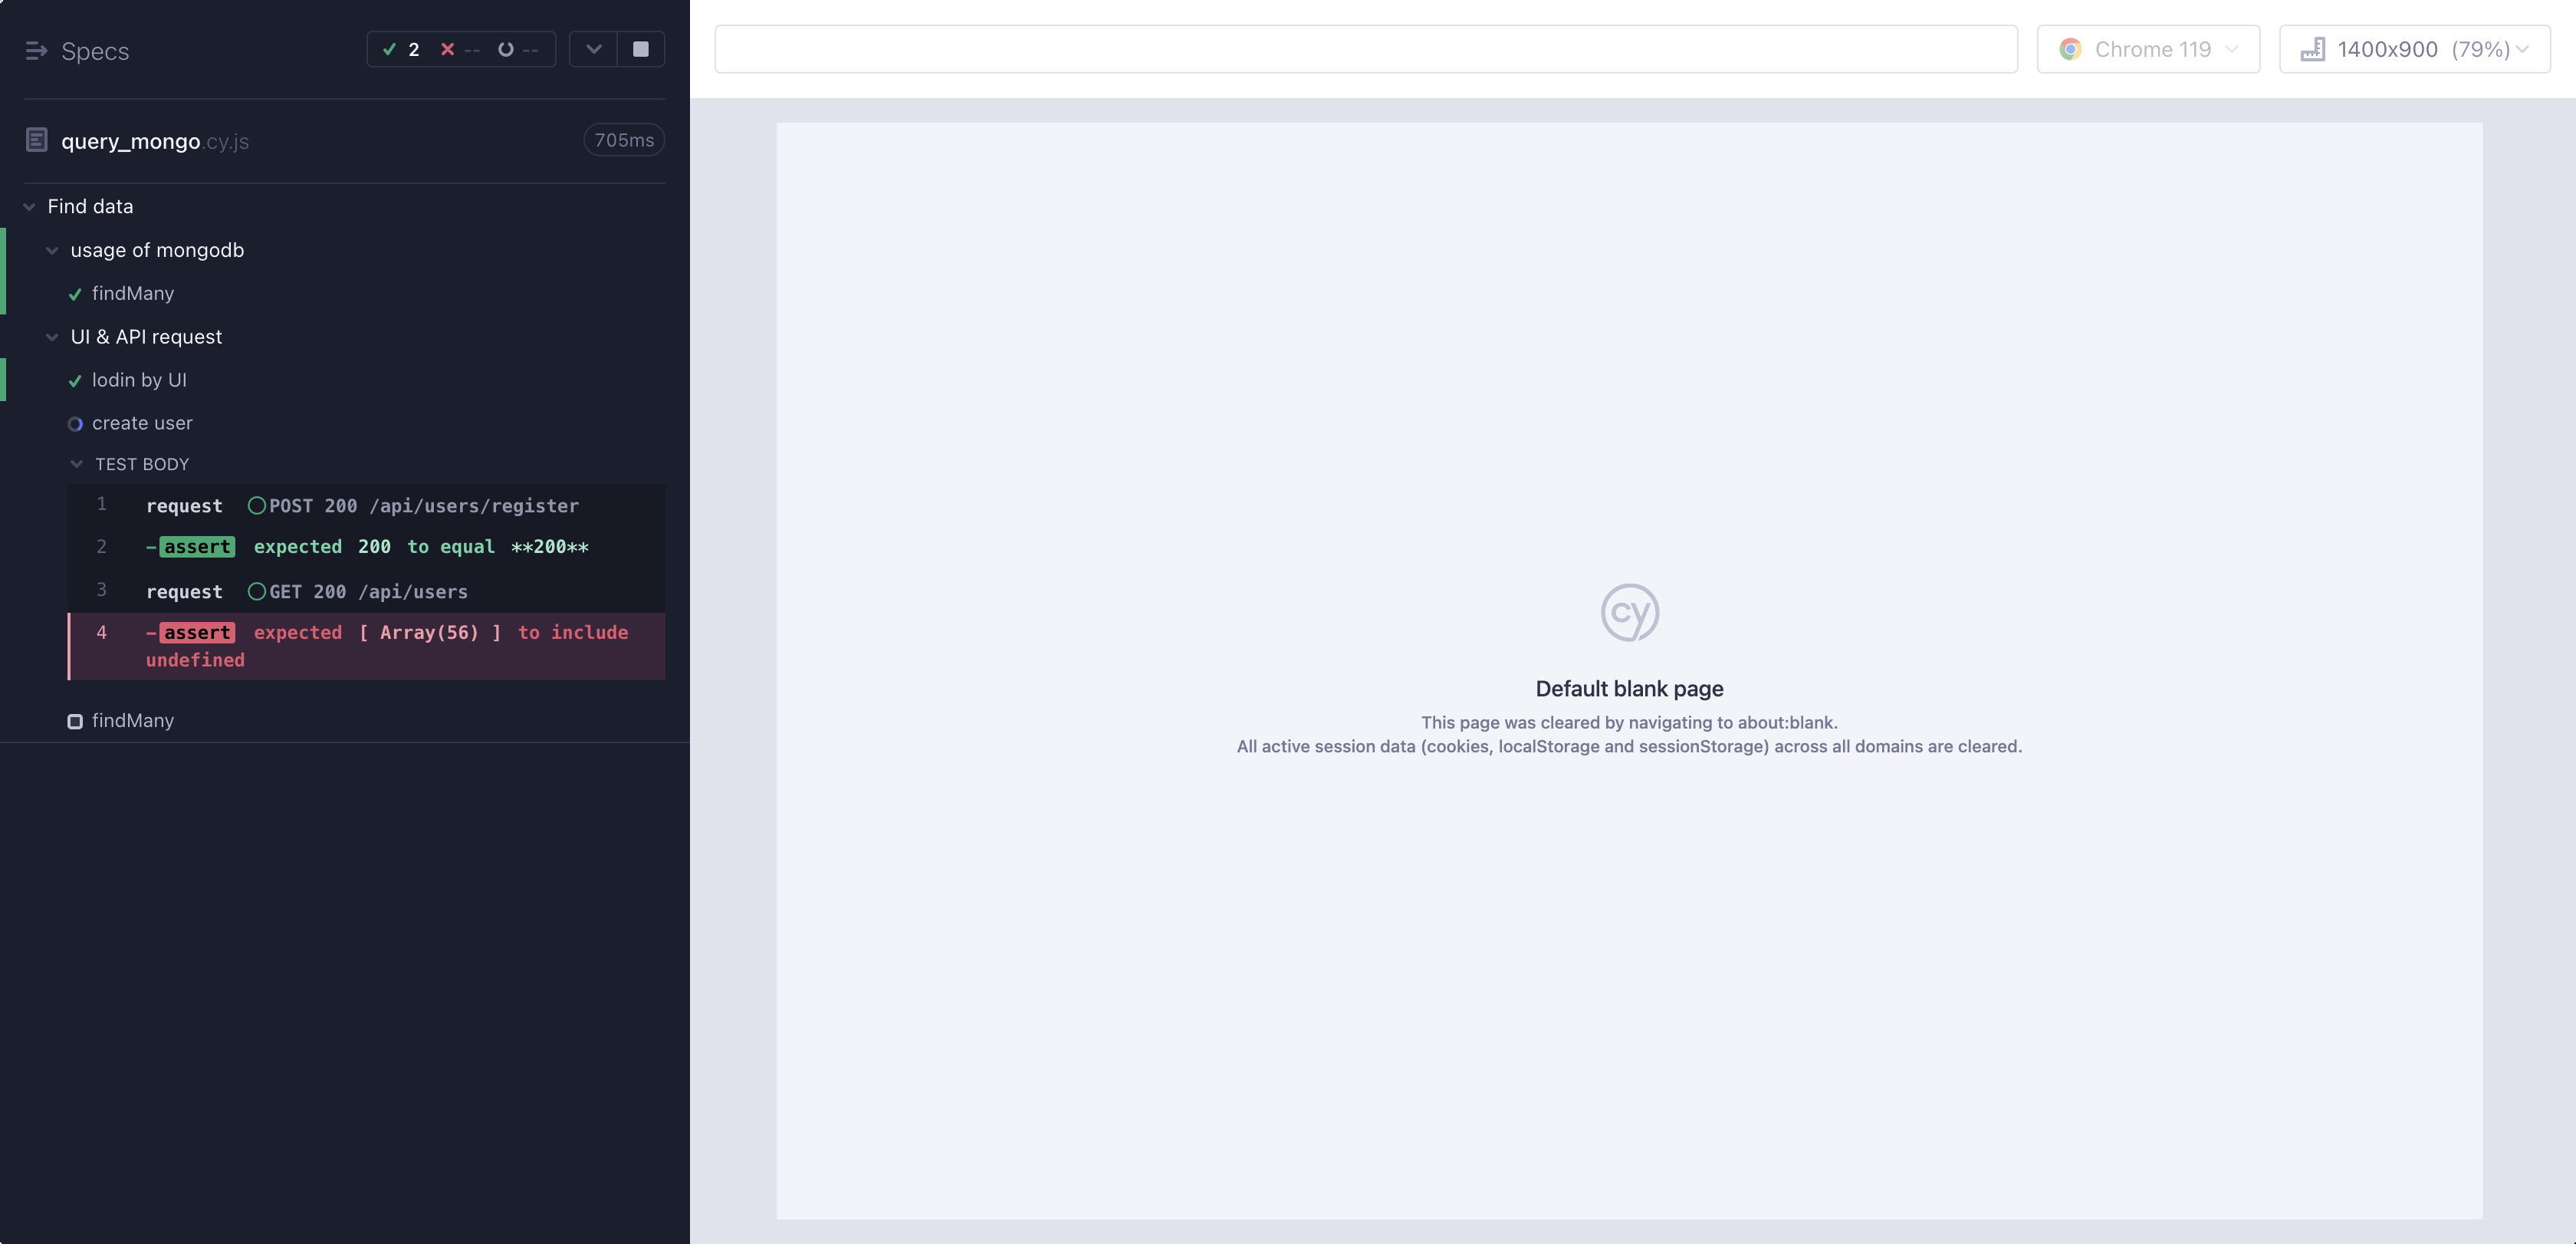 Specs
2 -- --
query_mongo.cy.js
705ms
Find data
usage of mongodb
findMany
UI & API request
lodin by UI
create user
TEST BODY
1 request POST 200 /api/users/register
2 -assert expected 200 to equal **200**
3 request GET 200 /api/users
4 -assert expected [ Array(56) ] to include
undefined
findMany
Chrome 119
1400x900 (79%)
cy
Default blank page
This page was cleared by navigating to about:blank.
All active session data (cookies, localStorage and sessionStorage) across all domains are cleared.